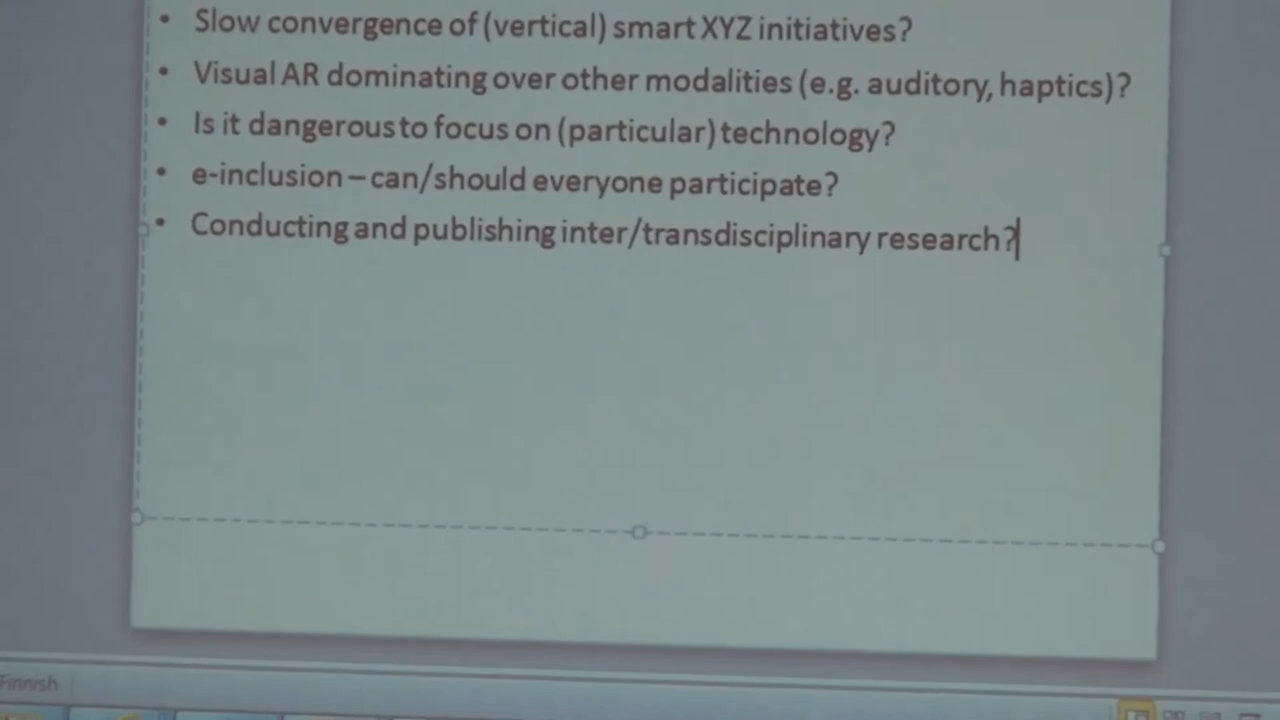 • Slow convergence of (vertical) smart XYZ initiatives?
• Visual AR dominating over other modalities (e.g. auditory, haptics)?
• Is it dangerous to focus on (particular) technology?
• e-inclusion – can/should everyone participate?
• Conducting and publishing inter/transdisciplinary research?
Finnish